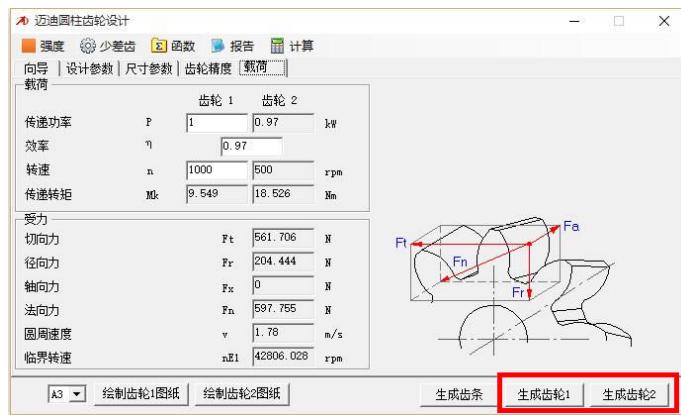 迈迪圆柱齿轮设计
强度 少差齿 函数 报告 计算
向导 设计参数 尺寸参数 齿轮精度 载荷
载荷
齿轮 1 齿轮 2
传递功率 P 1 0.97 kW
效率 η 0.97
转速 n 1000 500 rpm
传递转矩 Mk 9.549 18.526 Nm
受力
切向力 Ft 561.706 N
径向力 Fr 204.444 N
轴向力 Fx 0 N
法向力 Fn 597.755 N
圆周速度 v 1.78 m/s
临界转速 nE1 42806.028 rpm
Fa
Ft
Fn
Fr
A3 绘制齿轮1图纸 绘制齿轮2图纸 生成齿条 生成齿轮1 生成齿轮2